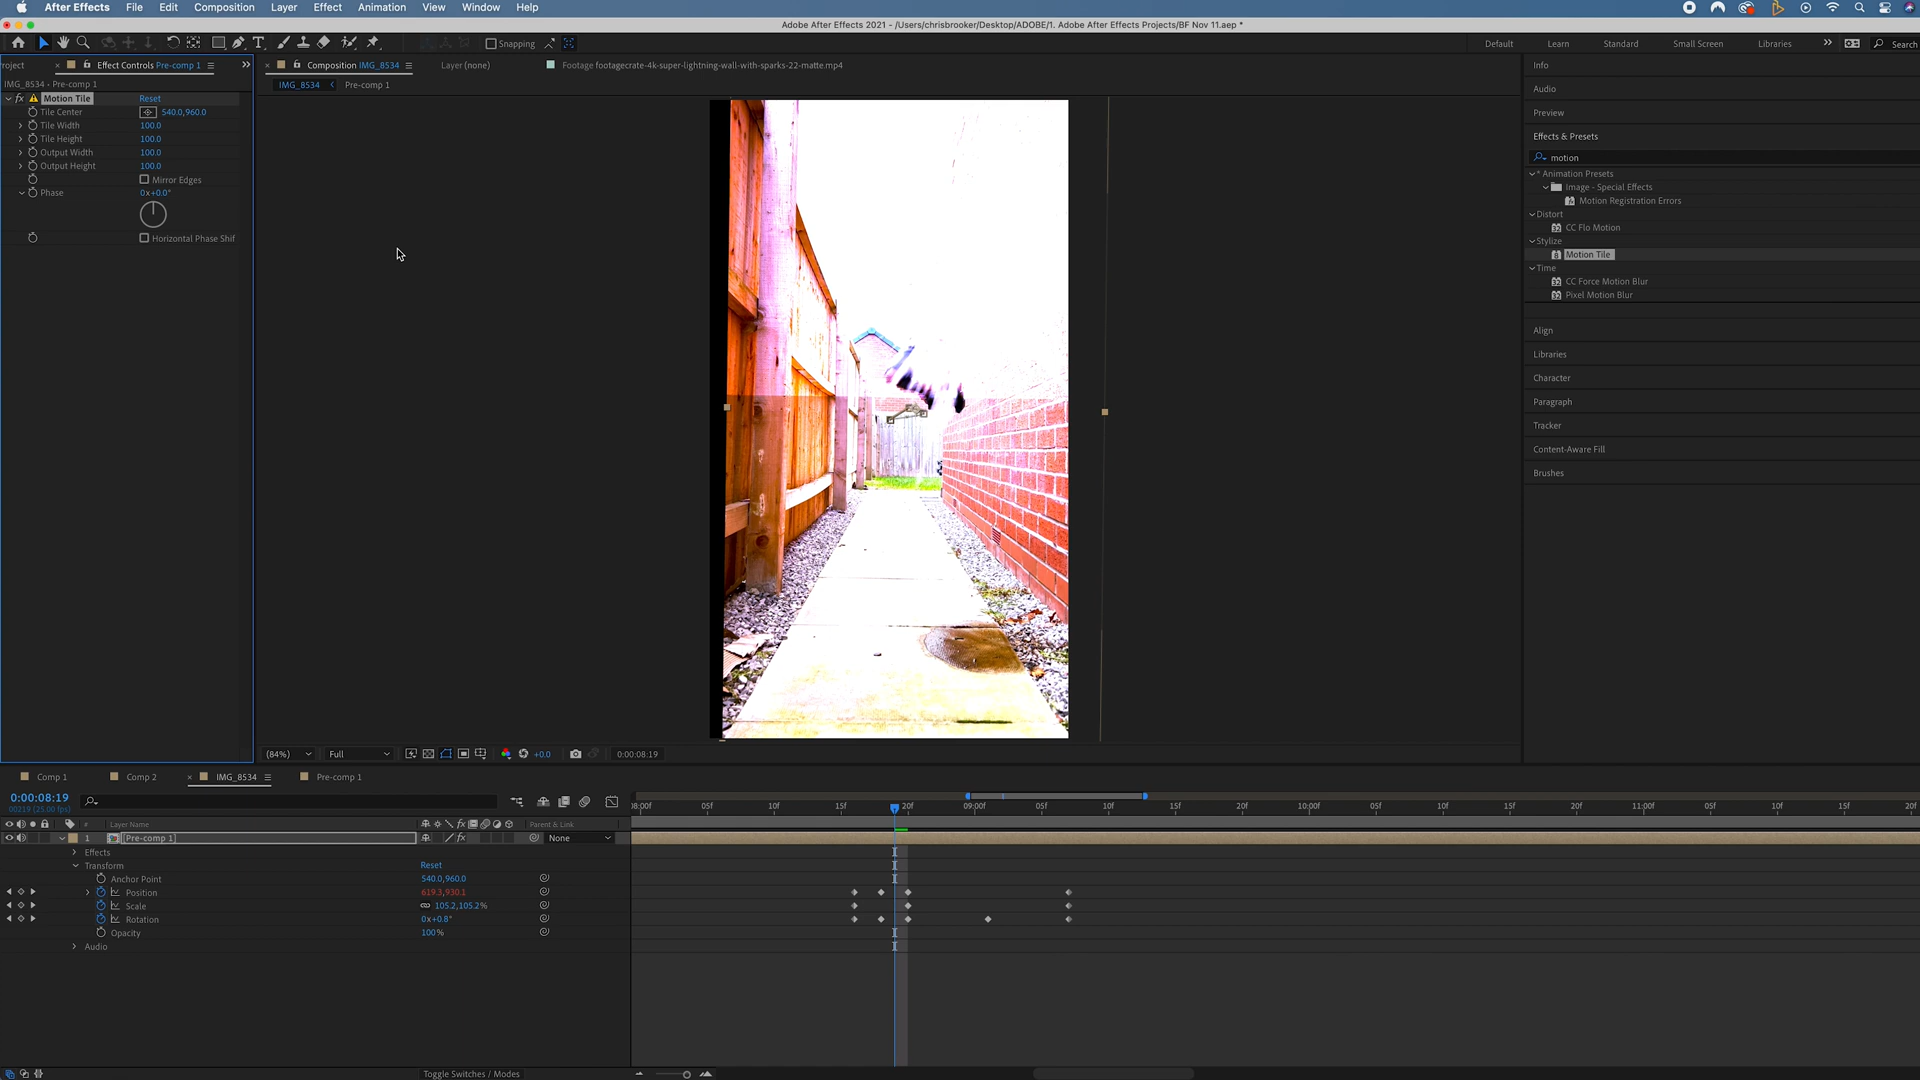 After Effects File Edit Composition Layer Effect Animation View Window Help
Adobe After Effects 2021 - /Users/chrisbrooker/Desktop/ADOBE/1. Adobe After Effects Projects/BF Nov 11.aep *
Snapping Default Learn Standard Small Screen Libraries Search
roject Effect Controls Pre-comp 1
Composition IMG_8534 Layer (none) Footage footagecrate-4k-super-lightning-wall-with-sparks-22-matte.mp4
IMG_8534 • Pre-comp 1
IMG_8534 Pre-comp 1
fx Motion Tile Reset
Tile Center 540.0,960.0
Tile Width 100.0
Tile Height 100.0
Output Width 100.0
Output Height 100.0
Mirror Edges
Phase 0x+0.0°
Horizontal Phase Shif
Info
Audio
Preview
Effects & Presets
motion
* Animation Presets
Image - Special Effects
Motion Registration Errors
Distort
CC Flo Motion
Stylize
Motion Tile
Time
CC Force Motion Blur
Pixel Motion Blur
Align
Libraries
Character
Paragraph
Tracker
Content-Aware Fill
Brushes
(84%) Full +0.0 0:00:08:19
Comp 1 Comp 2 IMG_8534 Pre-comp 1
0:00:08:19
00219 (25.00 fps)
8:00f 05f 10f 15f 20f 09:00f 05f 10f 15f 20f 10:00f 05f 10f 15f 20f 11:00f 05f 10f 15f 20f
# Layer Name fx Parent & Link
1 [Pre-comp 1] fx None
Effects
Transform Reset
Anchor Point 540.0,960.0
Position 619.3,930.1
Scale 105.2,105.2%
Rotation 0x+0.8°
Opacity 100%
Audio
Toggle Switches / Modes